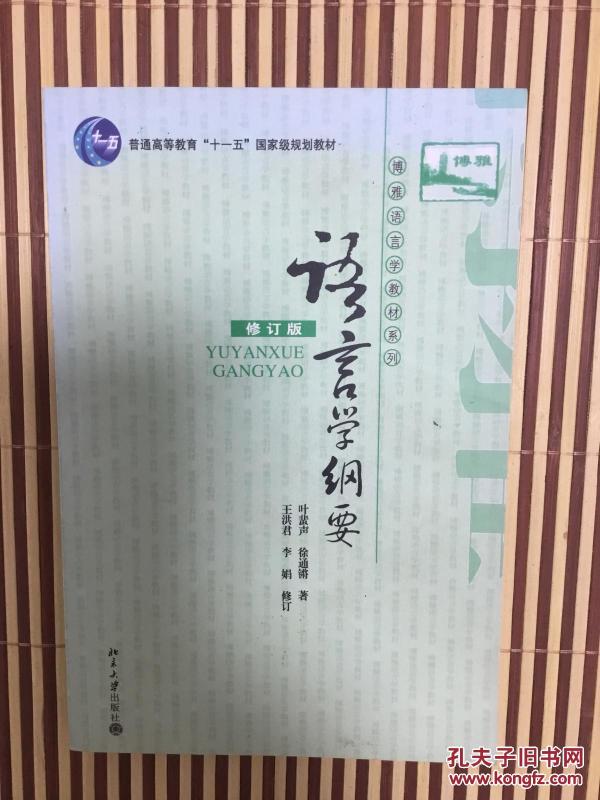 十一五
普通高等教育“十一五”国家级规划教材
博雅
博雅语言学教材系列
语言学纲要
修订版
YUYANXUE
GANGYAO
叶蜚声 徐通锵 著
王洪君 李 娟 修订
北京大学出版社
孔夫子旧书网
www.kongfz.com